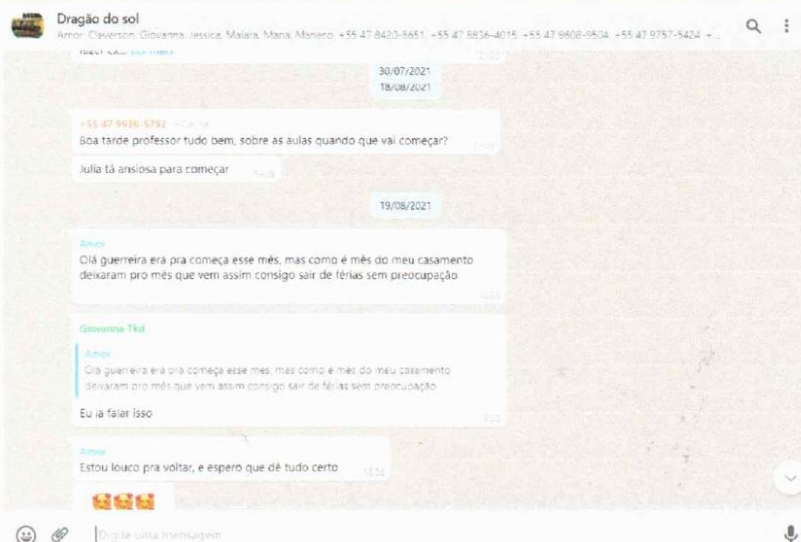 Dragão do sol
Amor, Cleverson, Giovanna, Jessica, Maiara, Maria, Maneco, +55 47 8420-8651, +55 47 8836-4015, +55 47 9608-9504, +55 47 9757-5424, + ...
30/07/2021
18/08/2021
+55 47 9936-5792
Boa tarde professor tudo bem, sobre as aulas quando que vai começar?
Julia tá ansiosa para começar
19/08/2021
Amor
Olá guerreira era pra começa esse mês, mas como é mês do meu casamento
deixaram pro mês que vem assim consigo sair de férias sem preocupação
Giovanna Tkd
Amor
Olá guerreira era pra começa esse mês, mas como é mês do meu casamento
deixaram pro mês que vem assim consigo sair de férias sem preocupação
Eu ia falar isso
Amor
Estou louco pra voltar, e espero que dê tudo certo
Digite uma mensagem